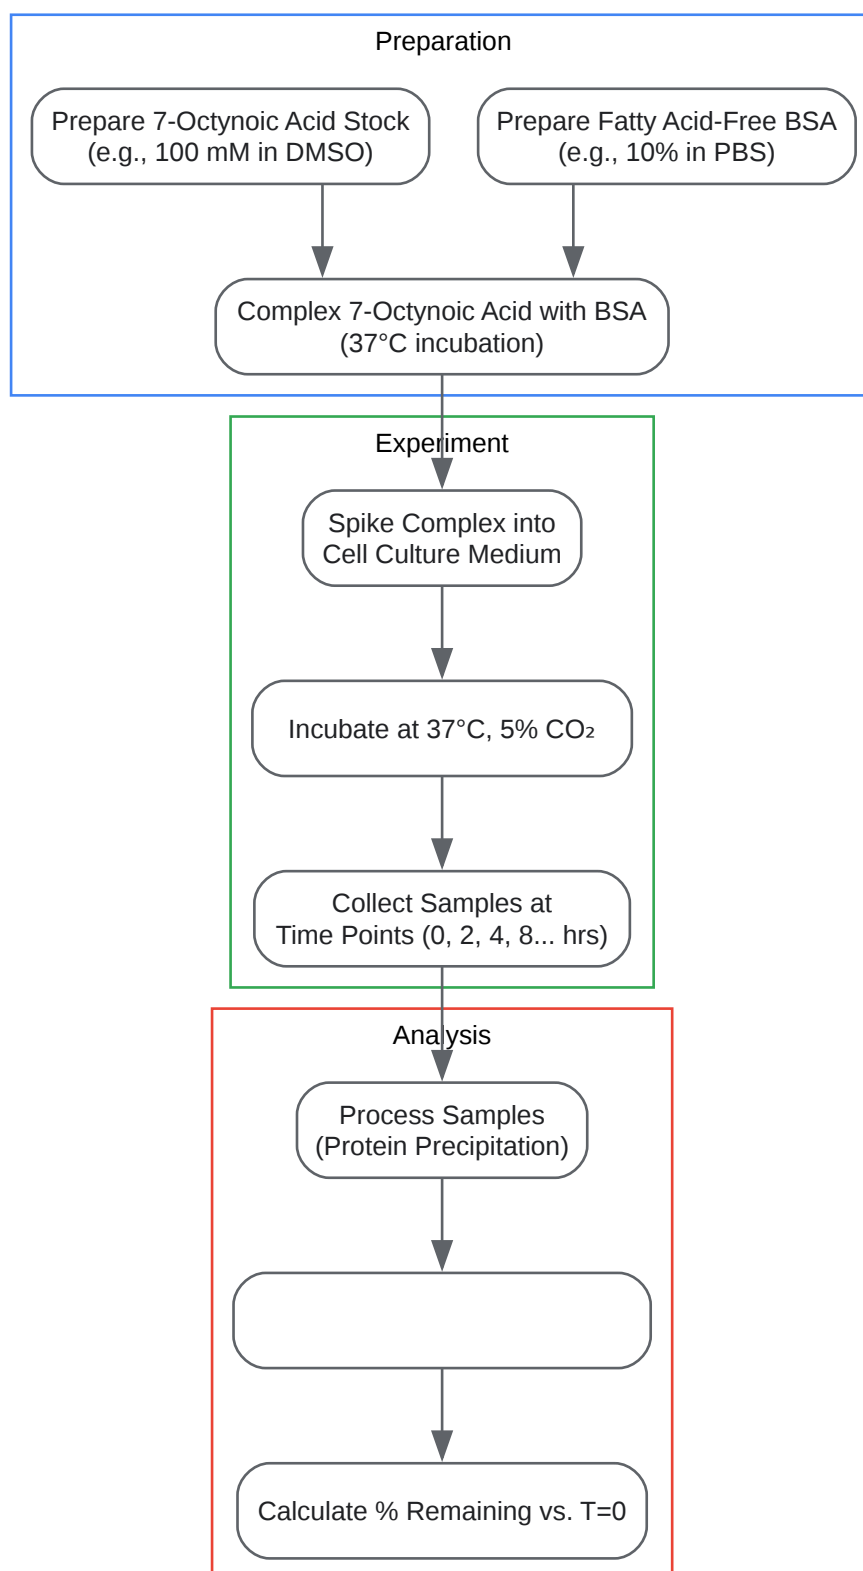 Preparation
Prepare 7-Octynoic Acid Stock
(e.g., 100 mM in DMSO)
Prepare Fatty Acid-Free BSA
(e.g., 10% in PBS)
Complex 7-Octynoic Acid with BSA
(37°C incubation)
Experiment
Spike Complex into
Cell Culture Medium
Incubate at 37°C, 5% CO₂
Collect Samples at
Time Points (0, 2, 4, 8... hrs)
Analysis
Process Samples
(Protein Precipitation)
Calculate % Remaining vs. T=0